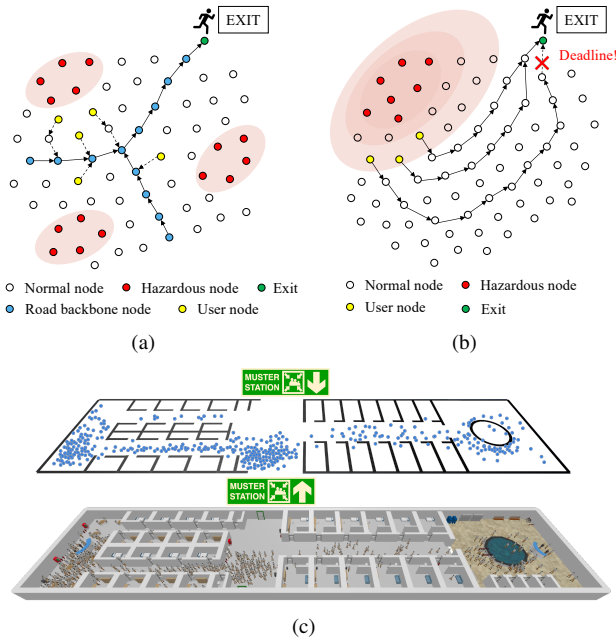 EXIT
EXIT
Deadline!
Normal node
Hazardous node
Exit
Road backbone node
User node
(a)
Normal node
Hazardous node
User node
Exit
(b)
MUSTER
STATION
MUSTER
STATION
(c)